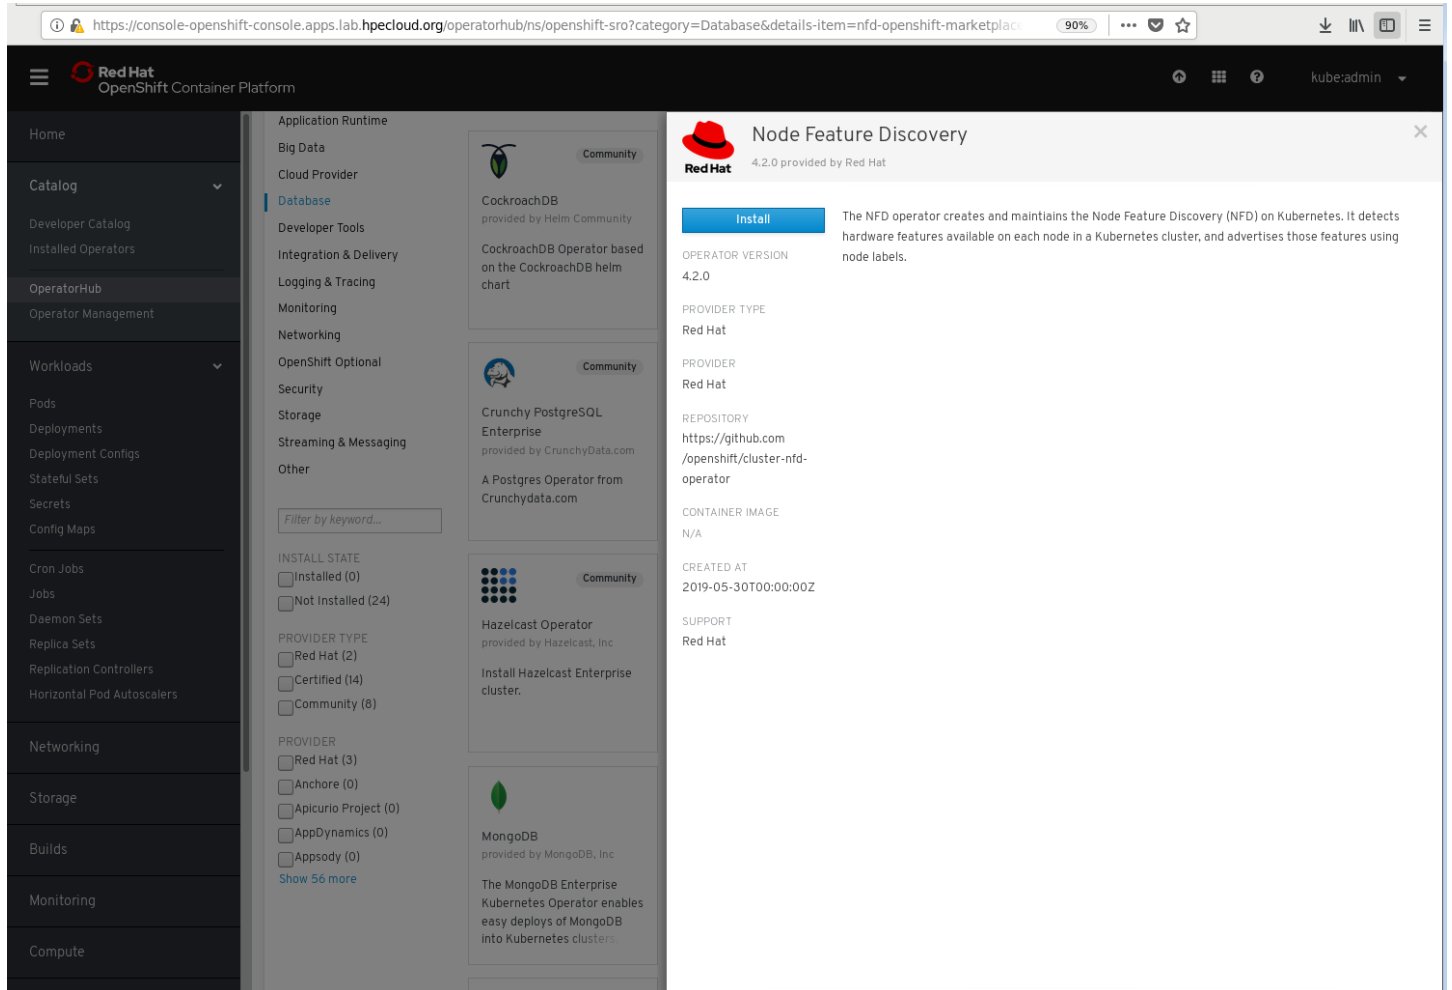 https://console-openshift-console.apps.lab.hpecloud.org/operatorhub/ns/openshift-sro?category=Database&details-item=nfd-openshift-marketplace
90%
Red Hat
OpenShift Container Platform
kube:admin
Home
Catalog
Developer Catalog
Installed Operators
OperatorHub
Operator Management
Workloads
Pods
Deployments
Deployment Configs
Stateful Sets
Secrets
Config Maps
Cron Jobs
Jobs
Daemon Sets
Replica Sets
Replication Controllers
Horizontal Pod Autoscalers
Networking
Storage
Builds
Monitoring
Compute
Application Runtime
Big Data
Cloud Provider
Database
Developer Tools
Integration & Delivery
Logging & Tracing
Monitoring
Networking
OpenShift Optional
Security
Storage
Streaming & Messaging
Other
Filter by keyword...
INSTALL STATE
Installed (0)
Not Installed (24)
PROVIDER TYPE
Red Hat (2)
Certified (14)
Community (8)
PROVIDER
Red Hat (3)
Anchore (0)
Apicurio Project (0)
AppDynamics (0)
Appsody (0)
Show 56 more
Community
CockroachDB
provided by Helm Community
CockroachDB Operator based
on the CockroachDB helm
chart
Community
Crunchy PostgreSQL
Enterprise
provided by CrunchyData.com
A Postgres Operator from
Crunchydata.com
Community
Hazelcast Operator
provided by Hazelcast, Inc
Install Hazelcast Enterprise
cluster.
MongoDB
provided by MongoDB, Inc
The MongoDB Enterprise
Kubernetes Operator enables
easy deploys of MongoDB
into Kubernetes clusters,
Red Hat
Node Feature Discovery
4.2.0 provided by Red Hat
Install
The NFD operator creates and maintiains the Node Feature Discovery (NFD) on Kubernetes. It detects
hardware features available on each node in a Kubernetes cluster, and advertises those features using
node labels.
OPERATOR VERSION
4.2.0
PROVIDER TYPE
Red Hat
PROVIDER
Red Hat
REPOSITORY
https://github.com
/openshift/cluster-nfd-
operator
CONTAINER IMAGE
N/A
CREATED AT
2019-05-30T00:00:00Z
SUPPORT
Red Hat